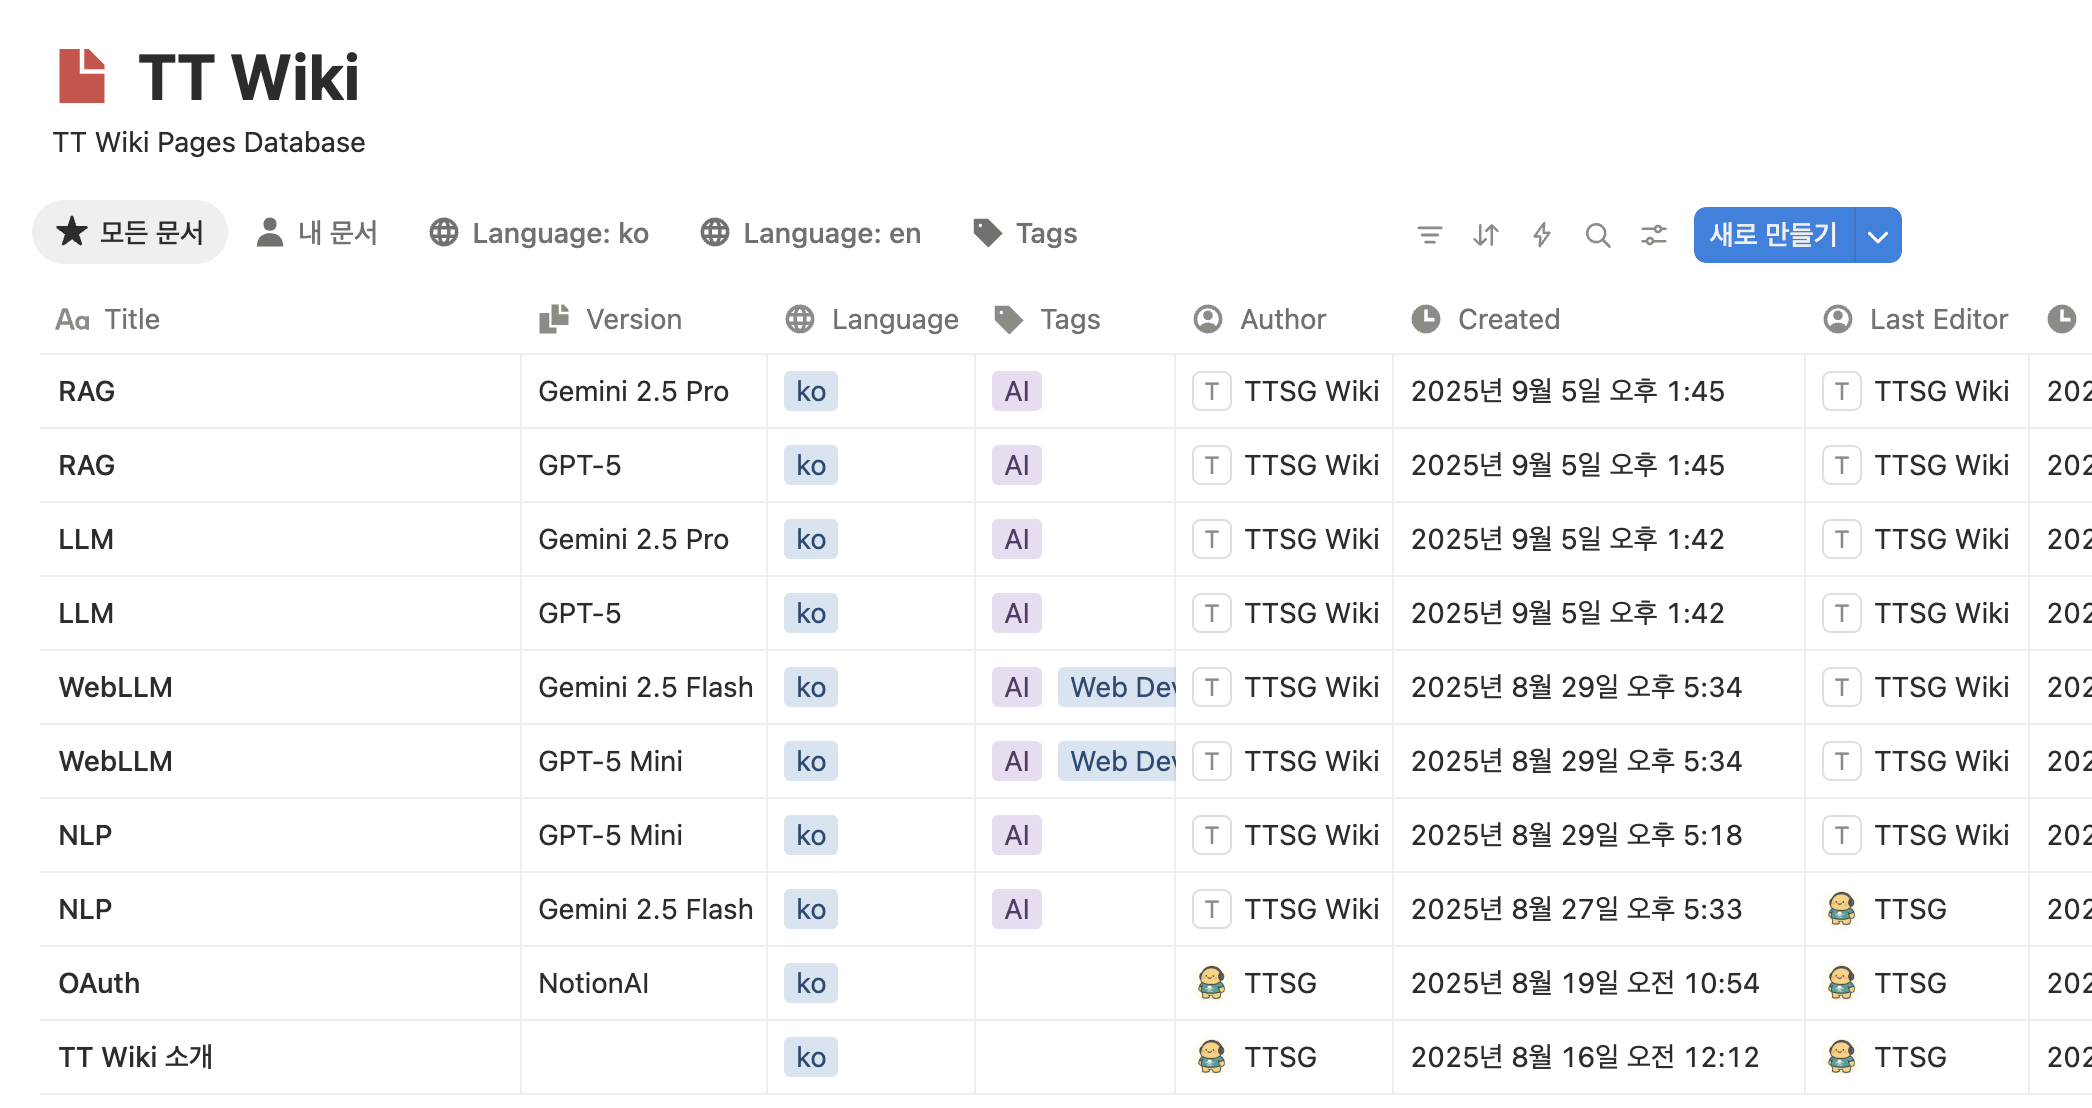 TT Wiki
TT Wiki Pages Database
모든 문서 내 문서 Language: ko Language: en Tags 새로 만들기
Aa Title Version Language Tags Author Created Last Editor
RAG Gemini 2.5 Pro ko AI T TTSG Wiki 2025년 9월 5일 오후 1:45 T TTSG Wiki 202
RAG GPT-5 ko AI T TTSG Wiki 2025년 9월 5일 오후 1:45 T TTSG Wiki 202
LLM Gemini 2.5 Pro ko AI T TTSG Wiki 2025년 9월 5일 오후 1:42 T TTSG Wiki 202
LLM GPT-5 ko AI T TTSG Wiki 2025년 9월 5일 오후 1:42 T TTSG Wiki 202
WebLLM Gemini 2.5 Flash ko AI Web Dev T TTSG Wiki 2025년 8월 29일 오후 5:34 T TTSG Wiki 202
WebLLM GPT-5 Mini ko AI Web Dev T TTSG Wiki 2025년 8월 29일 오후 5:34 T TTSG Wiki 202
NLP GPT-5 Mini ko AI T TTSG Wiki 2025년 8월 29일 오후 5:18 T TTSG Wiki 202
NLP Gemini 2.5 Flash ko AI T TTSG Wiki 2025년 8월 27일 오후 5:33 TTSG 202
OAuth NotionAI ko TTSG 2025년 8월 19일 오전 10:54 TTSG 202
TT Wiki 소개 ko TTSG 2025년 8월 16일 오전 12:12 TTSG 202